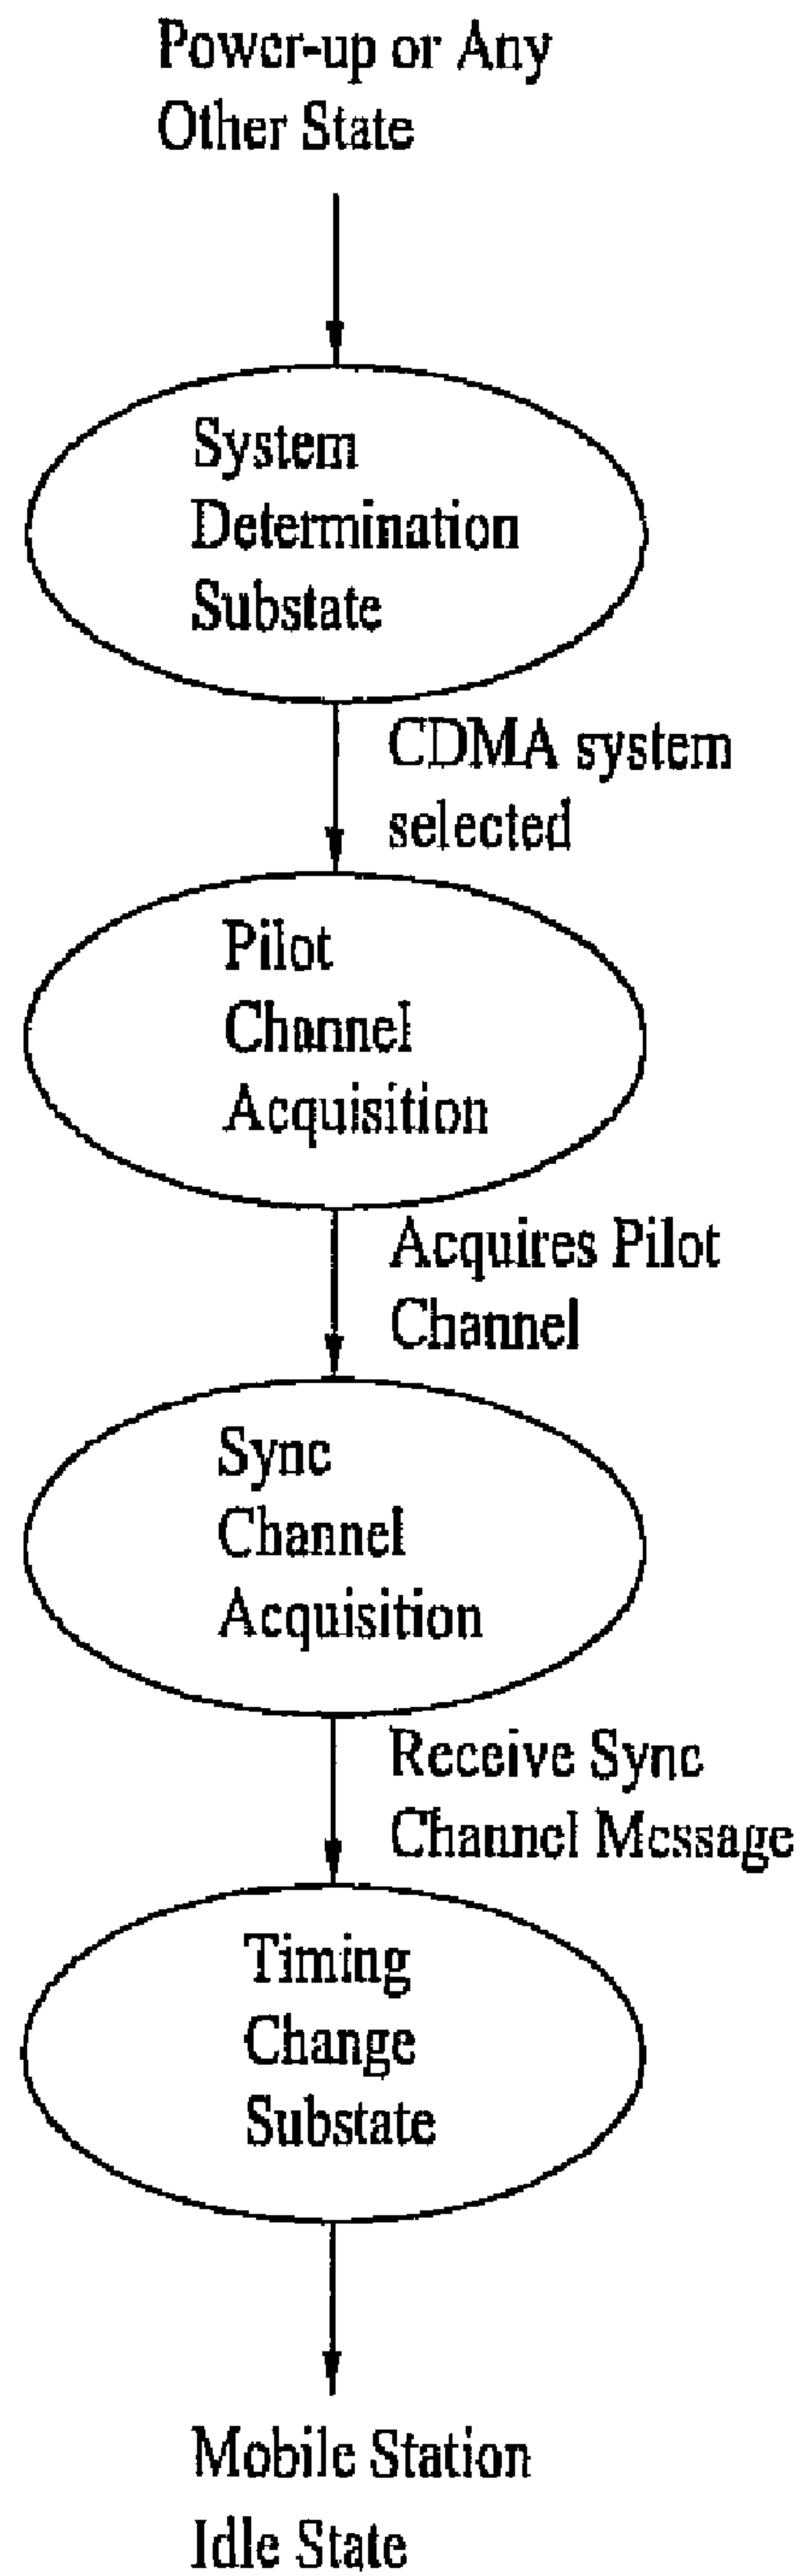 Power-up or Any
Other State
System
Determination
Substate
CDMA system
selected
Pilot
Channel
Acquisition
Acquires Pilot
Channel
Sync
Channel
Acquisition
Receive Sync
Channel Message
Timing
Change
Substate
Mobile Station
Idle State